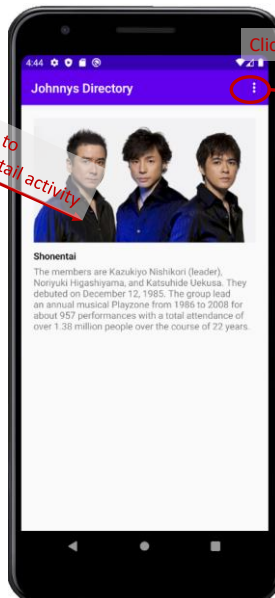 Clic
4:44
Johnnys Directory
to
tail activity
Shonentai
The members are Kazukiyo Nishikori (leader),
Noriyuki Higashiyama, and Katsuhide Uekusa. They
debuted on December 12, 1985. The group lead
an annual musical Playzone from 1986 to 2008 for
about 957 performances with a total attendance of
over 1.38 million people over the course of 22 years.